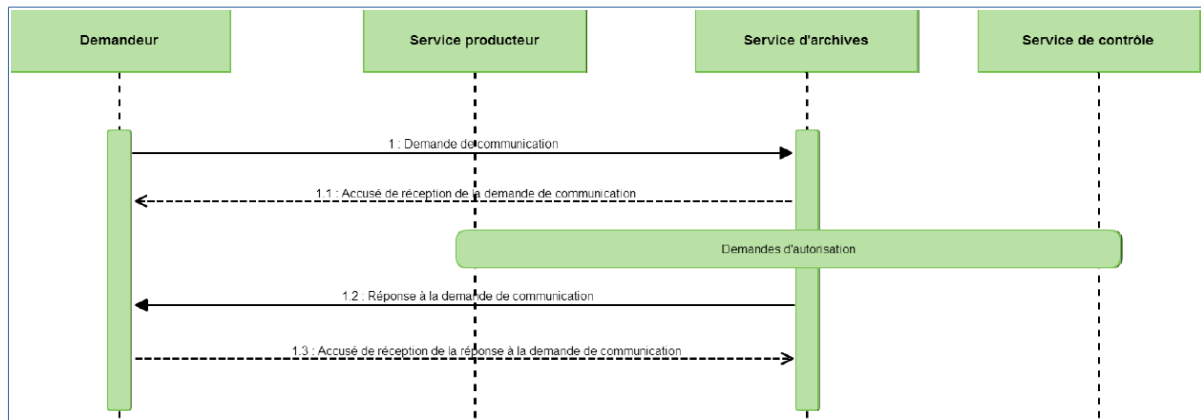 Demandeur
Service producteur
Service d'archives
Service de contrôle
1 : Demande de communication
1.1 : Accusé de réception de la demande de communication
Demandes d'autorisation
1.2 : Réponse à la demande de communication
1.3 : Accusé de réception de la réponse à la demande de communication